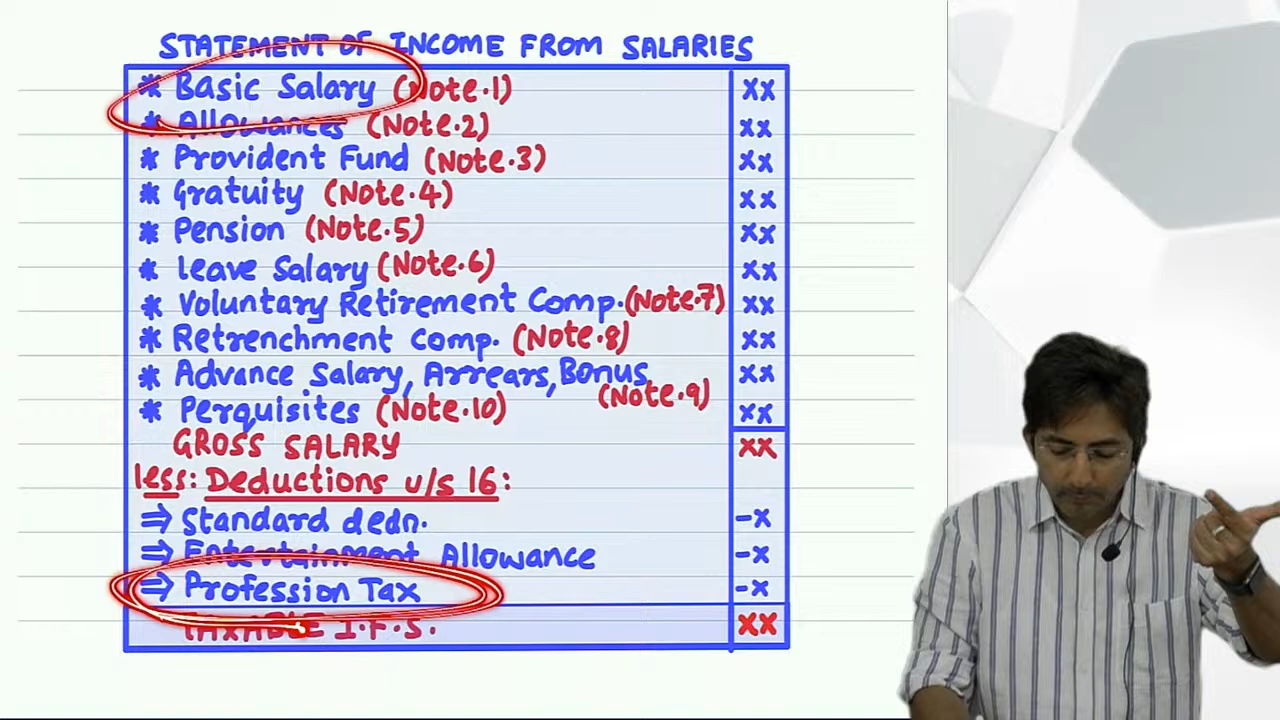 STATEMENT OF INCOME FROM SALARIES
* Basic Salary (Note.1) xx
* Allowances (Note.2) xx
* Provident Fund (Note.3) xx
* Gratuity (Note.4) xx
* Pension (Note.5) xx
* Leave Salary (Note.6) xx
* Voluntary Retirement Comp. (Note.7) xx
* Retrenchment Comp. (Note.8) xx
* Advance Salary, Arrears, Bonus xx
(Note.9)
* Perquisites (Note.10) xx
GROSS SALARY xx
less: Deductions u/s 16:
⇒ Standard dedn. -x
⇒ Entertainment Allowance -x
⇒ Profession Tax -x
TAXABLE I.F.S. xx